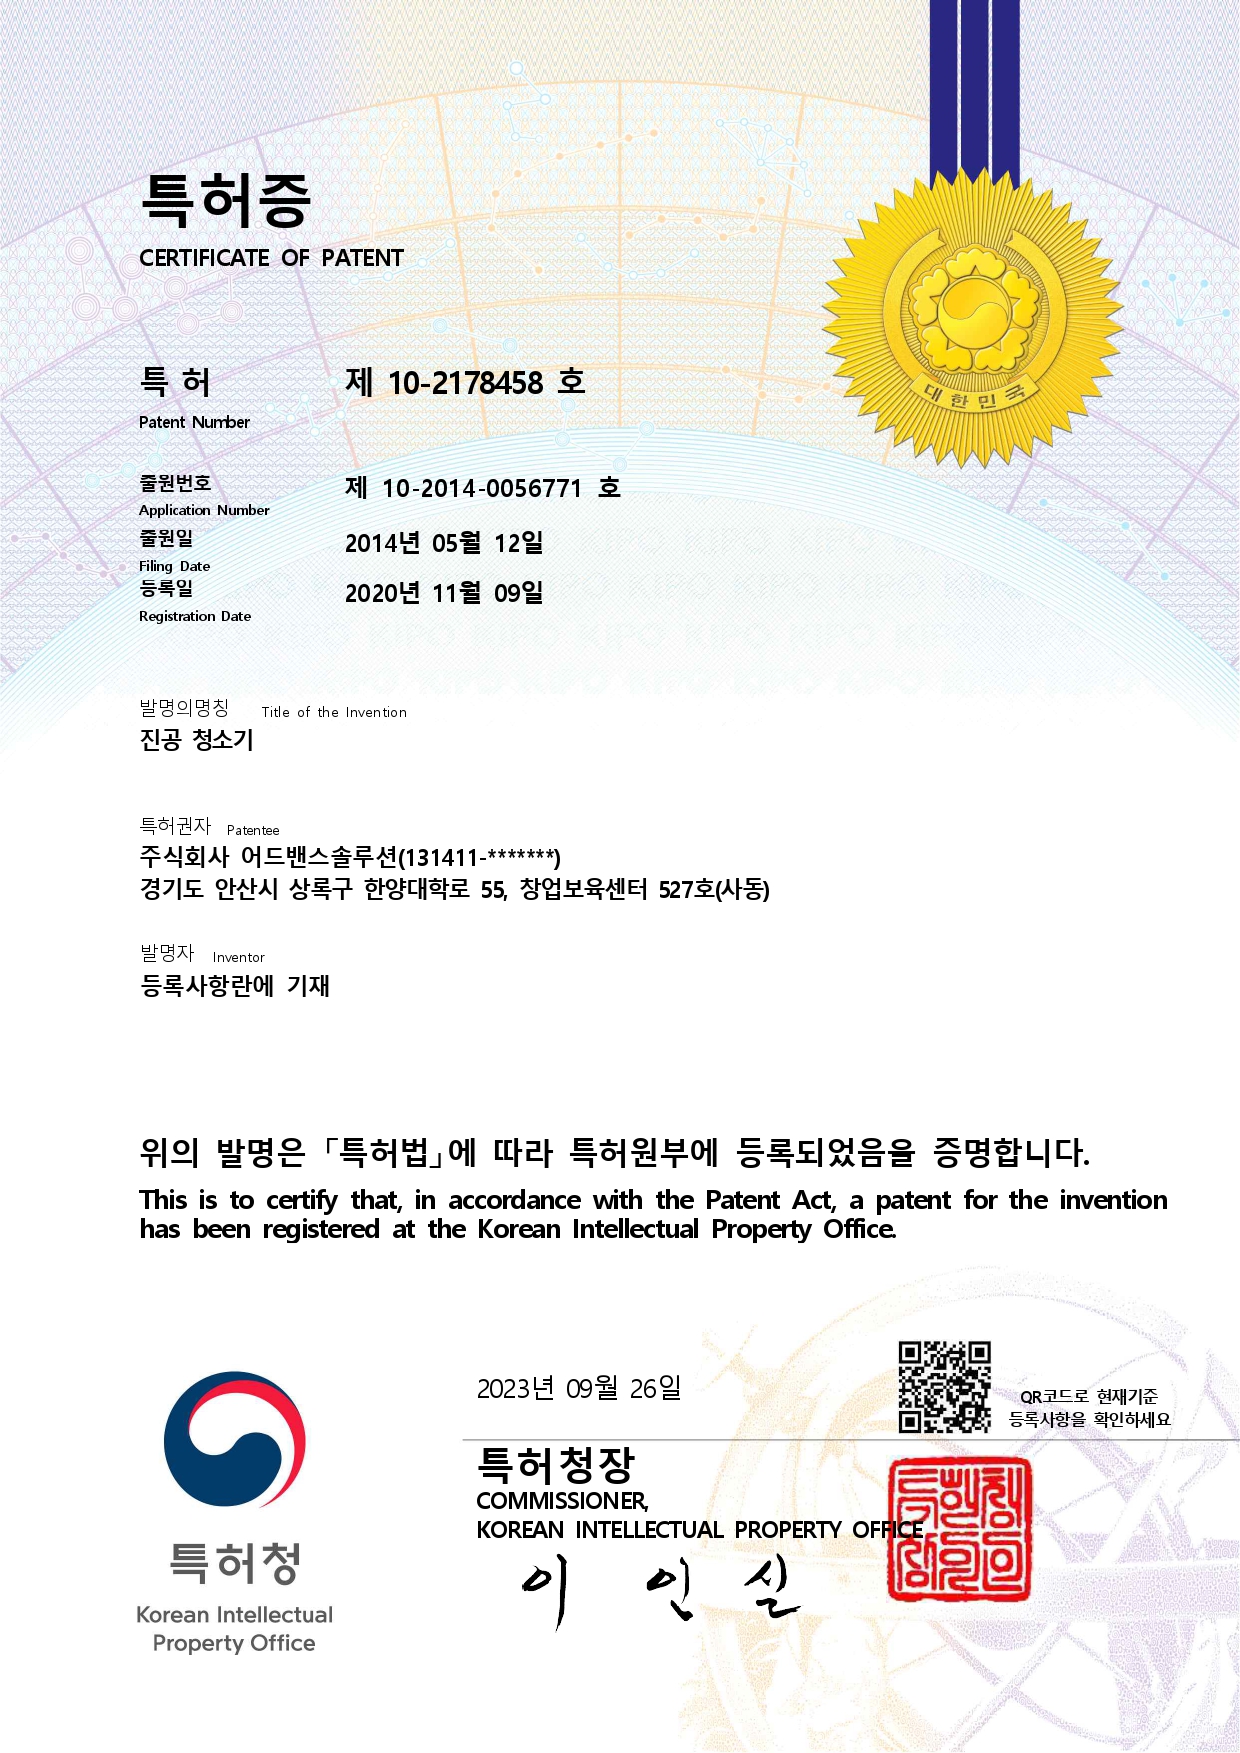 특허증
CERTIFICATE OF PATENT
대한민국
특 허 제 10-2178458 호
Patent Number
출원번호 제 10-2014-0056771 호
Application Number
출원일 2014년 05월 12일
Filing Date
등록일 2020년 11월 09일
Registration Date
발명의명칭 Title of the Invention
진공 청소기
특허권자 Patentee
주식회사 어드밴스솔루션(131411-*******)
경기도 안산시 상록구 한양대학로 55, 창업보육센터 527호(사동)
발명자 Inventor
등록사항란에 기재
위의 발명은 「특허법」에 따라 특허원부에 등록되었음을 증명합니다.
This is to certify that, in accordance with the Patent Act, a patent for the invention
has been registered at the Korean Intellectual Property Office.
2023년 09월 26일
QR코드로 현재기준
등록사항을 확인하세요
특허청장
COMMISSIONER,
KOREAN INTELLECTUAL PROPERTY OFFICE
이 인 실
특허청
Korean Intellectual
Property Office